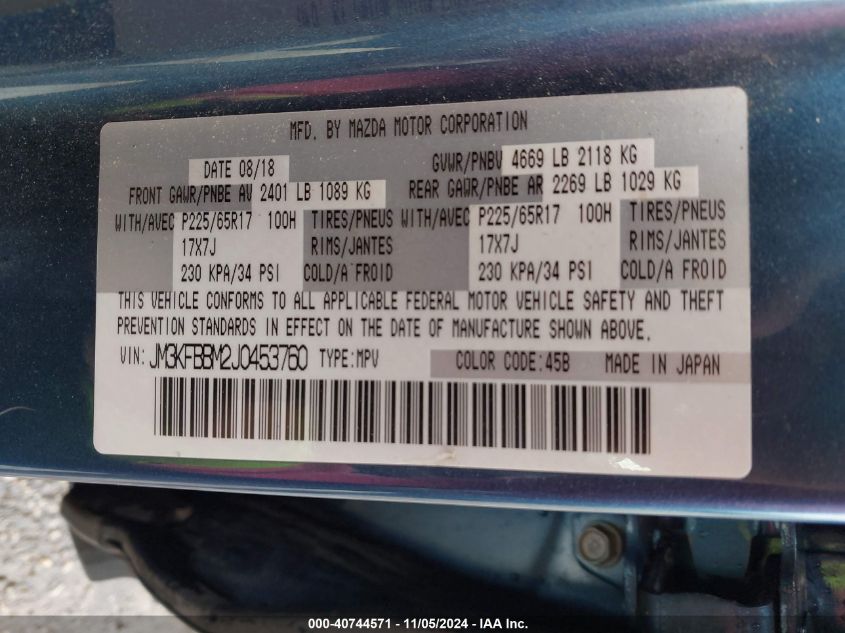 MFD. BY MAZDA MOTOR CORPORATION
DATE 08/18 GVWR/PNBV 4669 LB 2118 KG
FRONT GAWR/PNBE AV 2401 LB 1089 KG REAR GAWR/PNBE AR 2269 LB 1029 KG
WITH/AVEC P225/65R17 100H TIRES/PNEUS WITH/AVEC P225/65R17 100H TIRES/PNEUS
17X7J RIMS/JANTES 17X7J RIMS/JANTES
230 KPA/34 PSI COLD/A FROID 230 KPA/34 PSI COLD/A FROID
THIS VEHICLE CONFORMS TO ALL APPLICABLE FEDERAL MOTOR VEHICLE SAFETY AND THEFT
PREVENTION STANDARDS IN EFFECT ON THE DATE OF MANUFACTURE SHOWN ABOVE.
VIN: JM3KFBBM2J0453760 TYPE:MPV COLOR CODE:45B MADE IN JAPAN
000-40744571 - 11/05/2024 - IAA Inc.